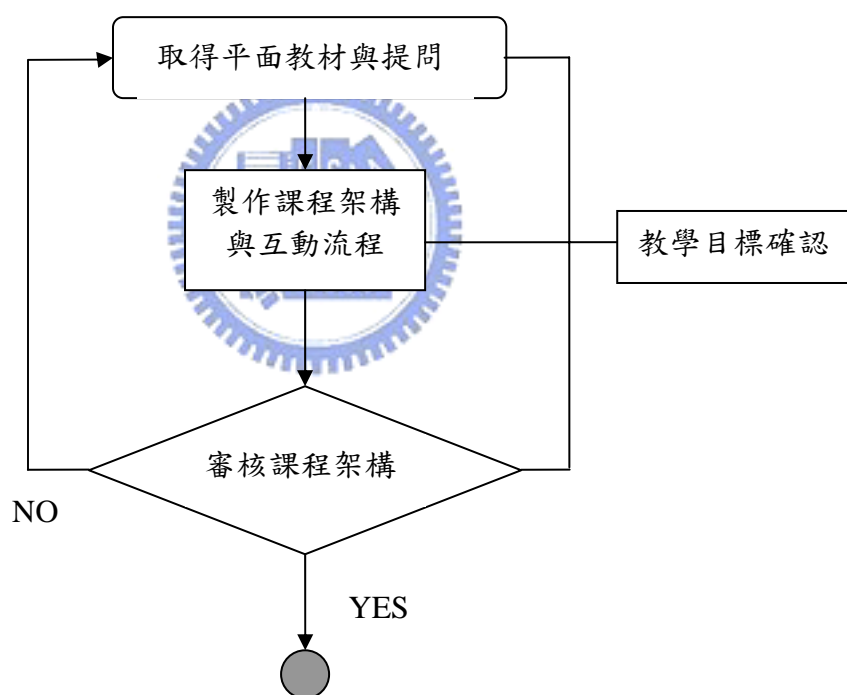 取得平面教材與提問
製作課程架構
與互動流程
教學目標確認
審核課程架構
NO
YES